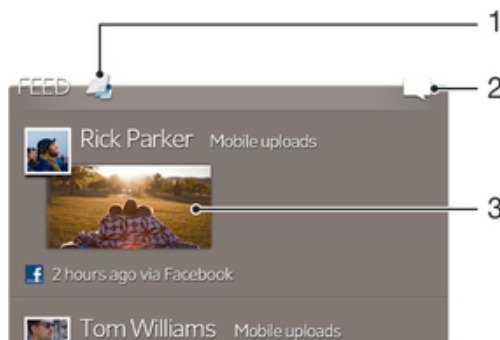 1
FEED
2
Rick Parker Mobile uploads
3
f 2 hours ago via Facebook
Tom Williams Mobile uploads